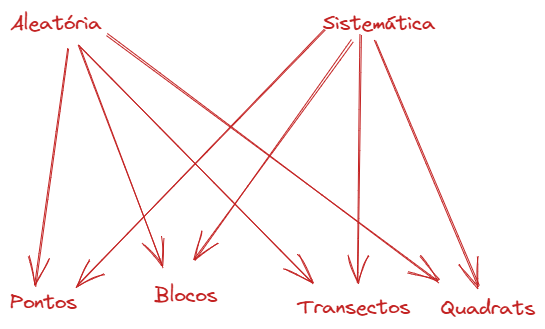 Aleatória
Sistemática
Pontos
Blocos
Transectos
Quadrats